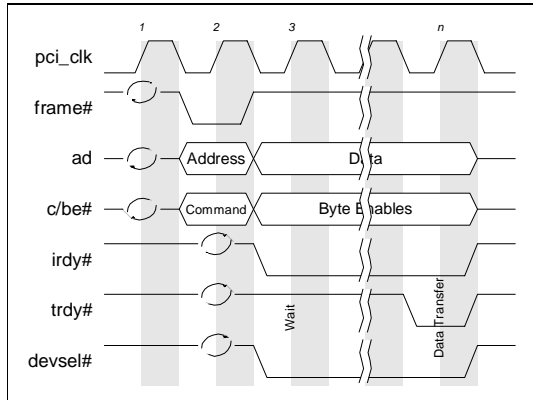 1 2 3 n
pci_clk
frame#
ad Address Data
c/be# Command Byte Enables
irdy#
trdy# Wait Data Transfer
devsel#